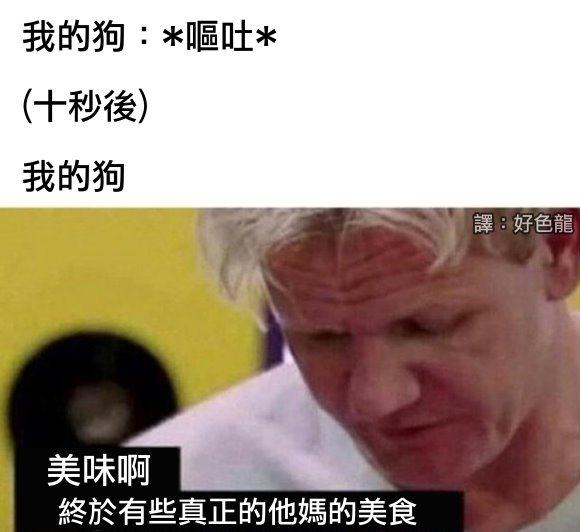 我的狗：*嘔吐*
(十秒後)
我的狗
譯：好色龍
美味啊
終於有些真正的他媽的美食